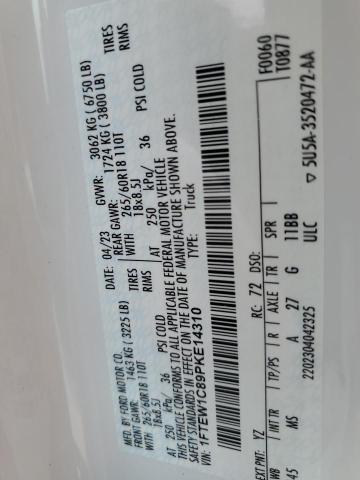 MFD. BY FORD MOTOR CO.
DATE: 04/23 GVWR: 3062 KG ( 6750 LB)
FRONT GAWR: 1463 KG ( 3225 LB) REAR GAWR: 1724 KG ( 3800 LB)
WITH 265/60R18 110T TIRES WITH 265/60R18 110T TIRES
18x8.5J RIMS 18x8.5J RIMS
AT 250 kPa/ 36 PSI COLD AT 250 kPa/ 36 PSI COLD
THIS VEHICLE CONFORMS TO ALL APPLICABLE FEDERAL MOTOR VEHICLE
SAFETY STANDARDS IN EFFECT ON THE DATE OF MANUFACTURE SHOWN ABOVE.
VIN: 1FTEW1C89PKE14310 TYPE: Truck
F0060
T0877
EXT PNT: YZ RC: 72 DSO:
WB INT TR TP/PS R AXLE TR SPR
45 MS A 27 G 11BB
2202304042325 ULC
▽ 5U5A-3520472-AA